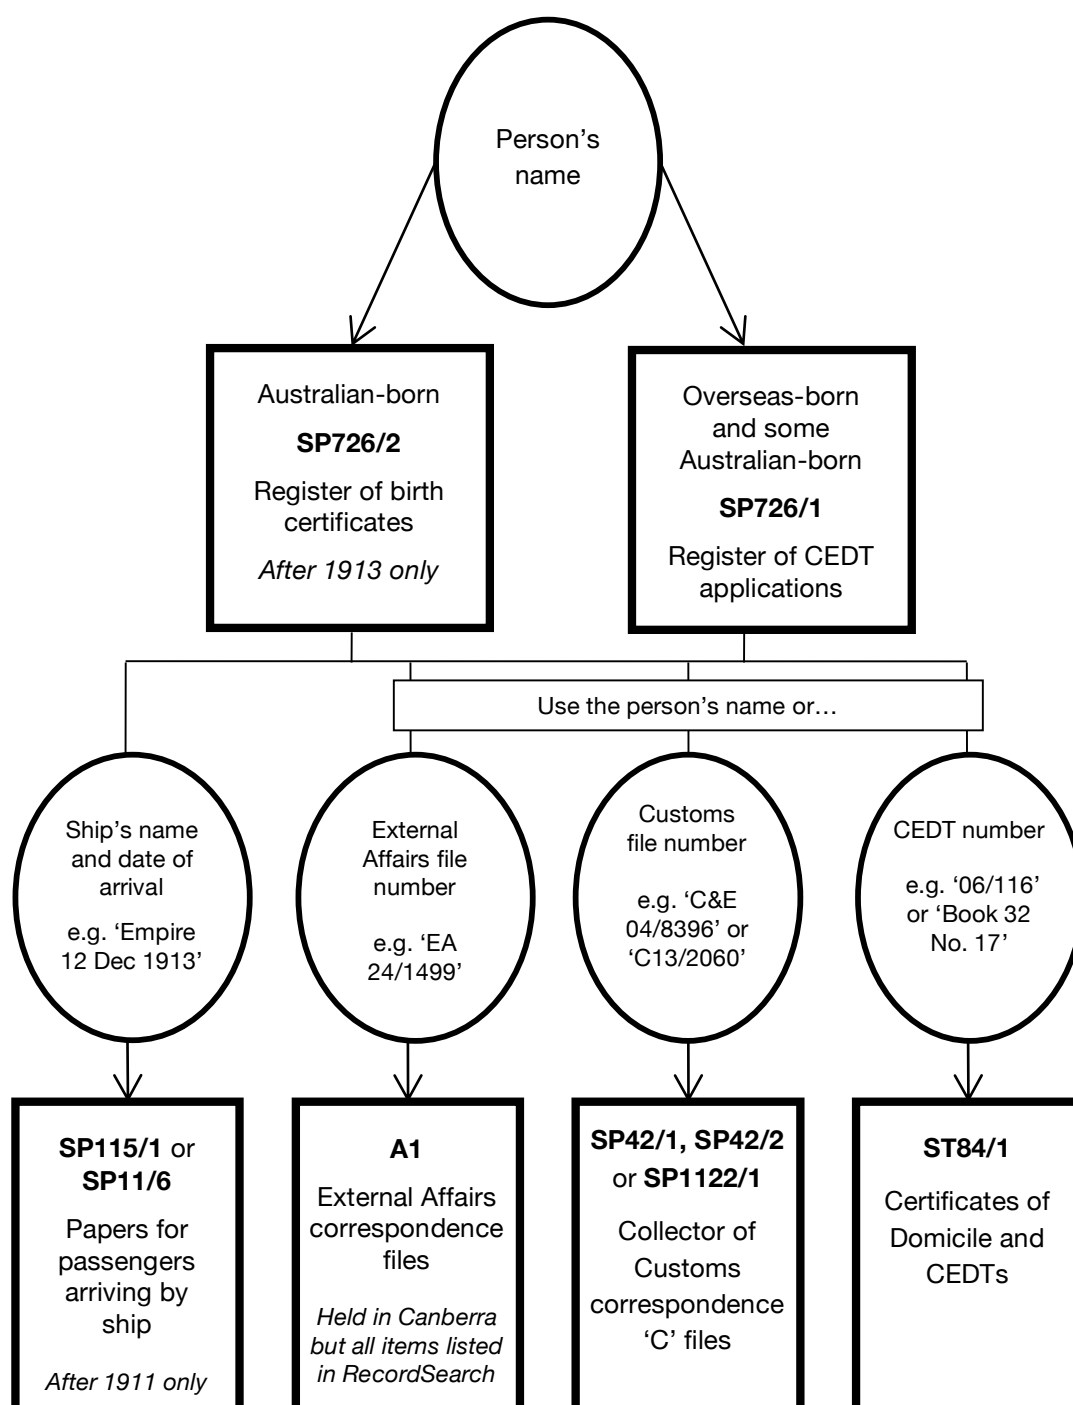 Person’s
name
Australian-born
SP726/2
Register of birth
certificates
After 1913 only
Overseas-born
and some
Australian-born
SP726/1
Register of CEDT
applications
Use the person’s name or…
Ship’s name
and date of
arrival
e.g. ‘Empire
12 Dec 1913’
External
Affairs file
number
e.g. ‘EA
24/1499’
Customs
file number
e.g. ‘C&E
04/8396’ or
‘C13/2060’
CEDT number
e.g. ‘06/116’
or ‘Book 32
No. 17’
SP115/1 or
SP11/6
Papers for
passengers
arriving by
ship
After 1911 only
A1
External Affairs
correspondence
files
Held in Canberra
but all items listed
in RecordSearch
SP42/1, SP42/2
or SP1122/1
Collector of
Customs
correspondence
‘C’ files
ST84/1
Certificates of
Domicile and
CEDTs